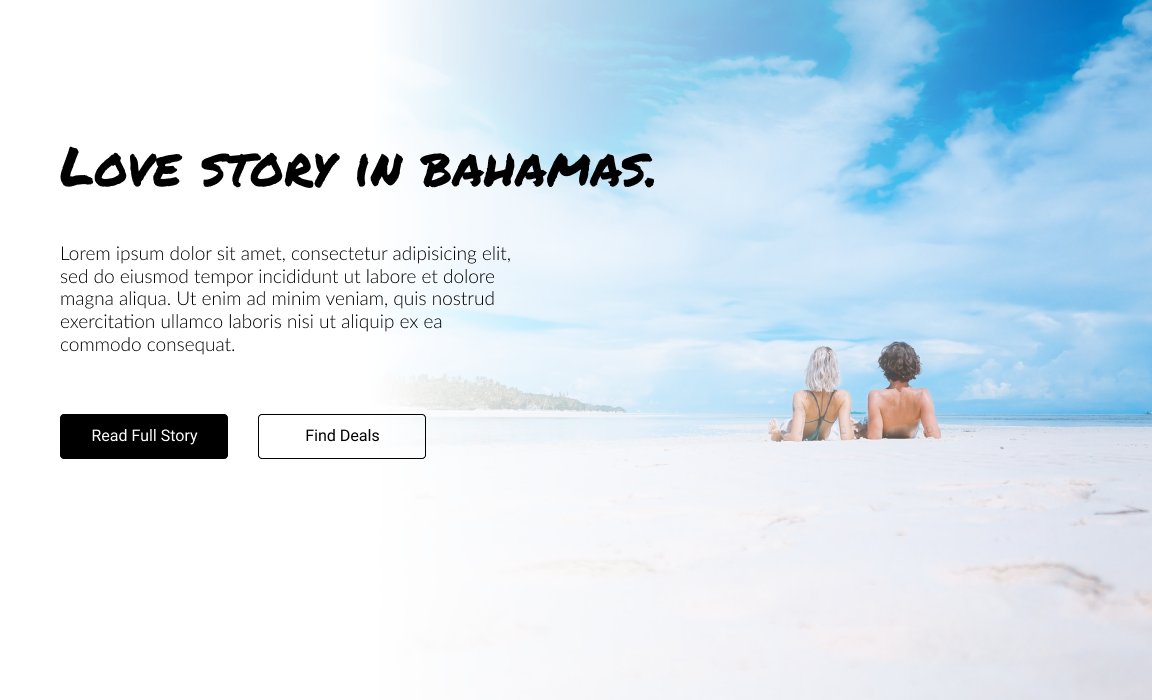 Love story in bahamas.
Lorem ipsum dolor sit amet, consectetur adipisicing elit,
sed do eiusmod tempor incididunt ut labore et dolore
magna aliqua. Ut enim ad minim veniam, quis nostrud
exercitation ullamco laboris nisi ut aliquip ex ea
commodo consequat.
Read Full Story
Find Deals